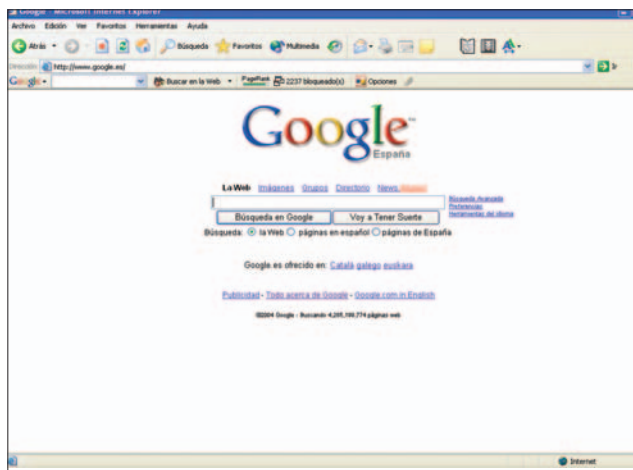 Google - Microsoft Internet Explorer
Archivo Edición Ver Favoritos Herramientas Ayuda
Atrás Búsqueda Favoritos Multimedia
Dirección http://www.google.es/
Google Buscar en la Web PageRank 2237 bloqueado(s) Opciones
Google™
España
La Web Imágenes Grupos Directorio News
Búsqueda Avanzada
Preferencias
Herramientas del idioma
Búsqueda en Google Voy a Tener Suerte
Búsqueda: la Web páginas en español páginas de España
Google.es ofrecido en: Català galego euskara
Publicidad - Todo acerca de Google - Google.com in English
©2004 Google - Buscando 4,285,199,774 páginas web
Internet